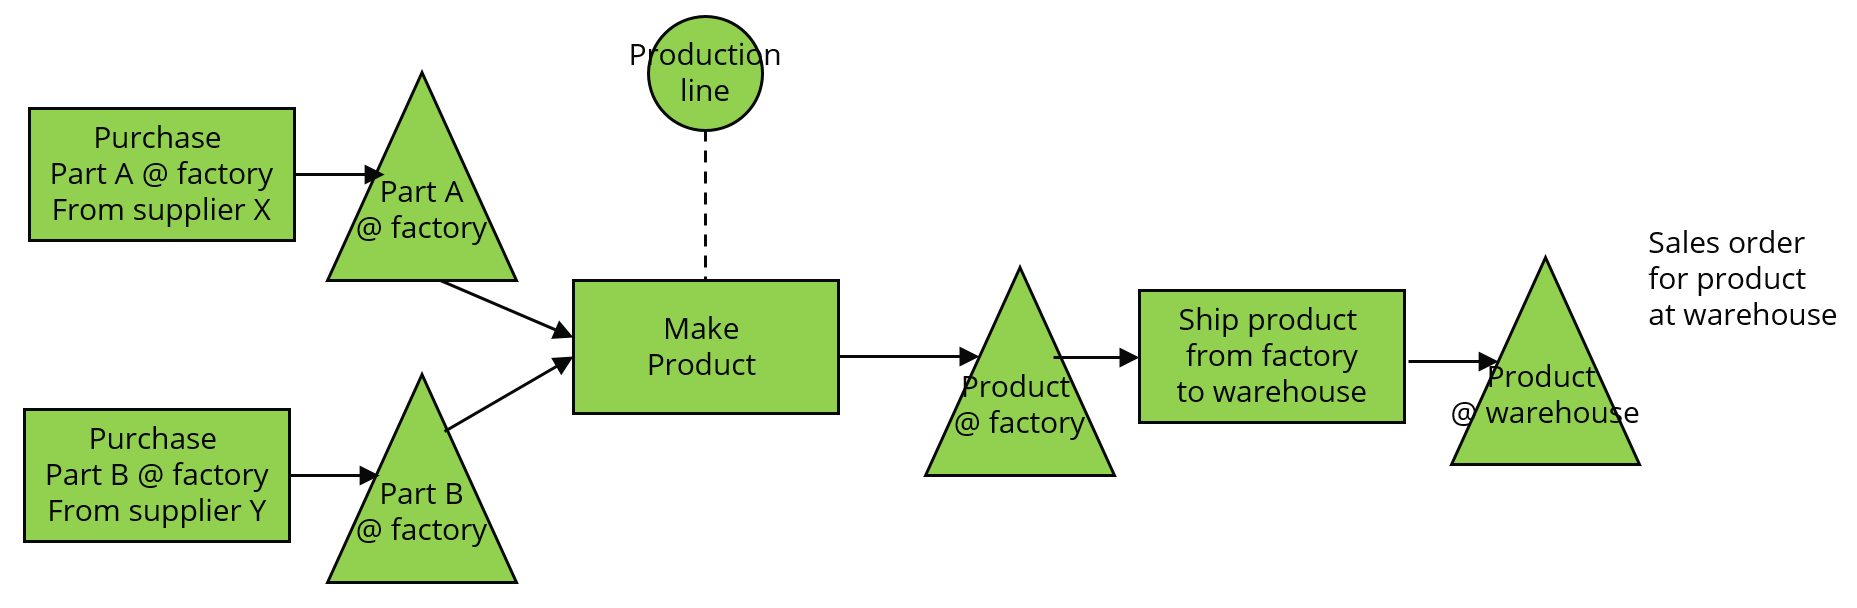 Production
line
Purchase
Part A @ factory
From supplier X
Part A
@ factory
Make
Product
Purchase
Part B @ factory
From supplier Y
Part B
@ factory
Product
@ factory
Ship product
from factory
to warehouse
Product
@ warehouse
Sales order
for product
at warehouse